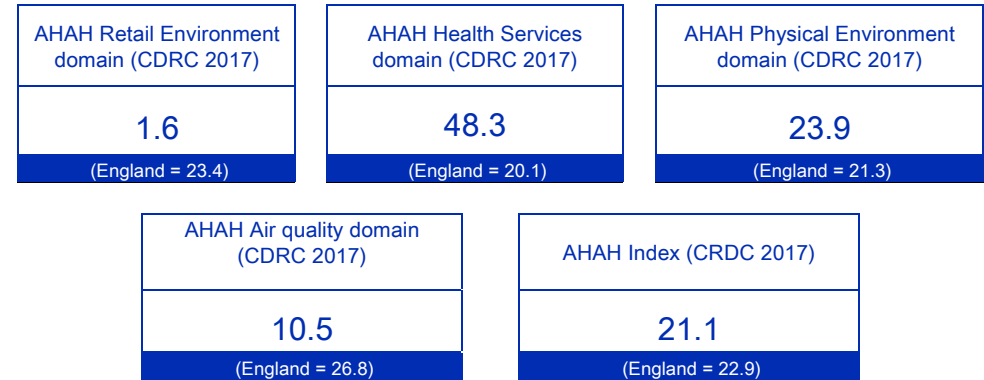 AHAH Retail Environment
domain (CDRC 2017)
1.6
(England = 23.4)
AHAH Health Services
domain (CDRC 2017)
48.3
(England = 20.1)
AHAH Physical Environment
domain (CDRC 2017)
23.9
(England = 21.3)
AHAH Air quality domain
(CDRC 2017)
10.5
(England = 26.8)
AHAH Index (CRDC 2017)
21.1
(England = 22.9)